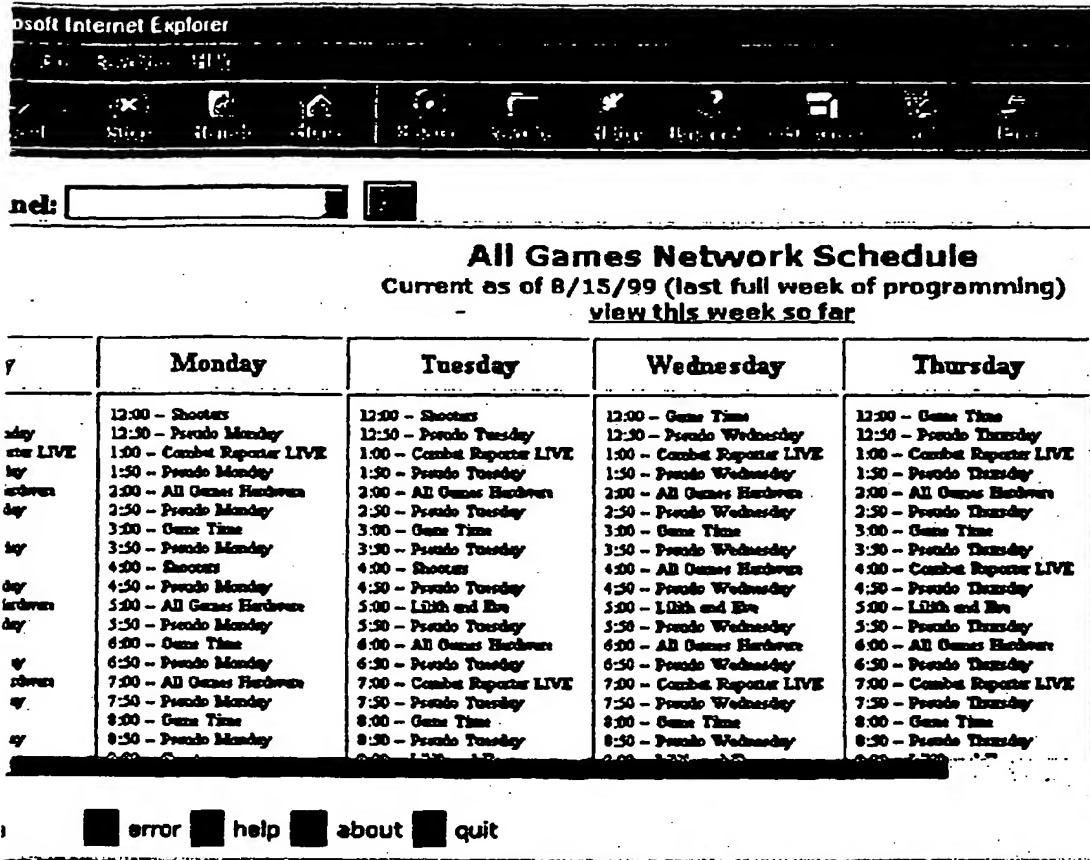 osoft Internet Explorer
nel:
All Games Network Schedule
Current as of 8/15/99 (last full week of programming)
view this week so far
y
rter LIVE
day
day
day
day
Monday
12:00 – Shooters
12:30 – Pseudo Monday
1:00 – Combat Reporter LIVE
1:30 – Pseudo Monday
2:00 – All Games Hardware
2:30 – Pseudo Monday
3:00 – Game Time
3:30 – Pseudo Monday
4:00 – Shooters
4:30 – Pseudo Monday
5:00 – All Games Hardware
5:30 – Pseudo Monday
6:00 – Game Time
6:30 – Pseudo Monday
7:00 – All Games Hardware
7:30 – Pseudo Monday
8:00 – Game Time
8:30 – Pseudo Monday
Tuesday
12:00 – Shooters
12:30 – Pseudo Tuesday
1:00 – Combat Reporter LIVE
1:30 – Pseudo Tuesday
2:00 – All Games Hardware
2:30 – Pseudo Tuesday
3:00 – Game Time
3:30 – Pseudo Tuesday
4:00 – Shooters
4:30 – Pseudo Tuesday
5:00 – Lilith and Eve
5:30 – Pseudo Tuesday
6:00 – All Games Hardware
6:30 – Pseudo Tuesday
7:00 – Combat Reporter LIVE
7:30 – Pseudo Tuesday
8:00 – Game Time
8:30 – Pseudo Tuesday
Wednesday
12:00 – Game Time
12:30 – Pseudo Wednesday
1:00 – Combat Reporter LIVE
1:30 – Pseudo Wednesday
2:00 – All Games Hardware
2:30 – Pseudo Wednesday
3:00 – Game Time
3:30 – Pseudo Wednesday
4:00 – All Games Hardware
4:30 – Pseudo Wednesday
5:00 – Lilith and Eve
5:30 – Pseudo Wednesday
6:00 – All Games Hardware
6:30 – Pseudo Wednesday
7:00 – Combat Reporter LIVE
7:30 – Pseudo Wednesday
8:00 – Game Time
8:30 – Pseudo Wednesday
Thursday
12:00 – Game Time
12:30 – Pseudo Thursday
1:00 – Combat Reporter LIVE
1:30 – Pseudo Thursday
2:00 – All Games Hardware
2:30 – Pseudo Thursday
3:00 – Game Time
3:30 – Pseudo Thursday
4:00 – Combat Reporter LIVE
4:30 – Pseudo Thursday
5:00 – Lilith and Eve
5:30 – Pseudo Thursday
6:00 – All Games Hardware
6:30 – Pseudo Thursday
7:00 – Combat Reporter LIVE
7:30 – Pseudo Thursday
8:00 – Game Time
8:30 – Pseudo Thursday
error help about quit